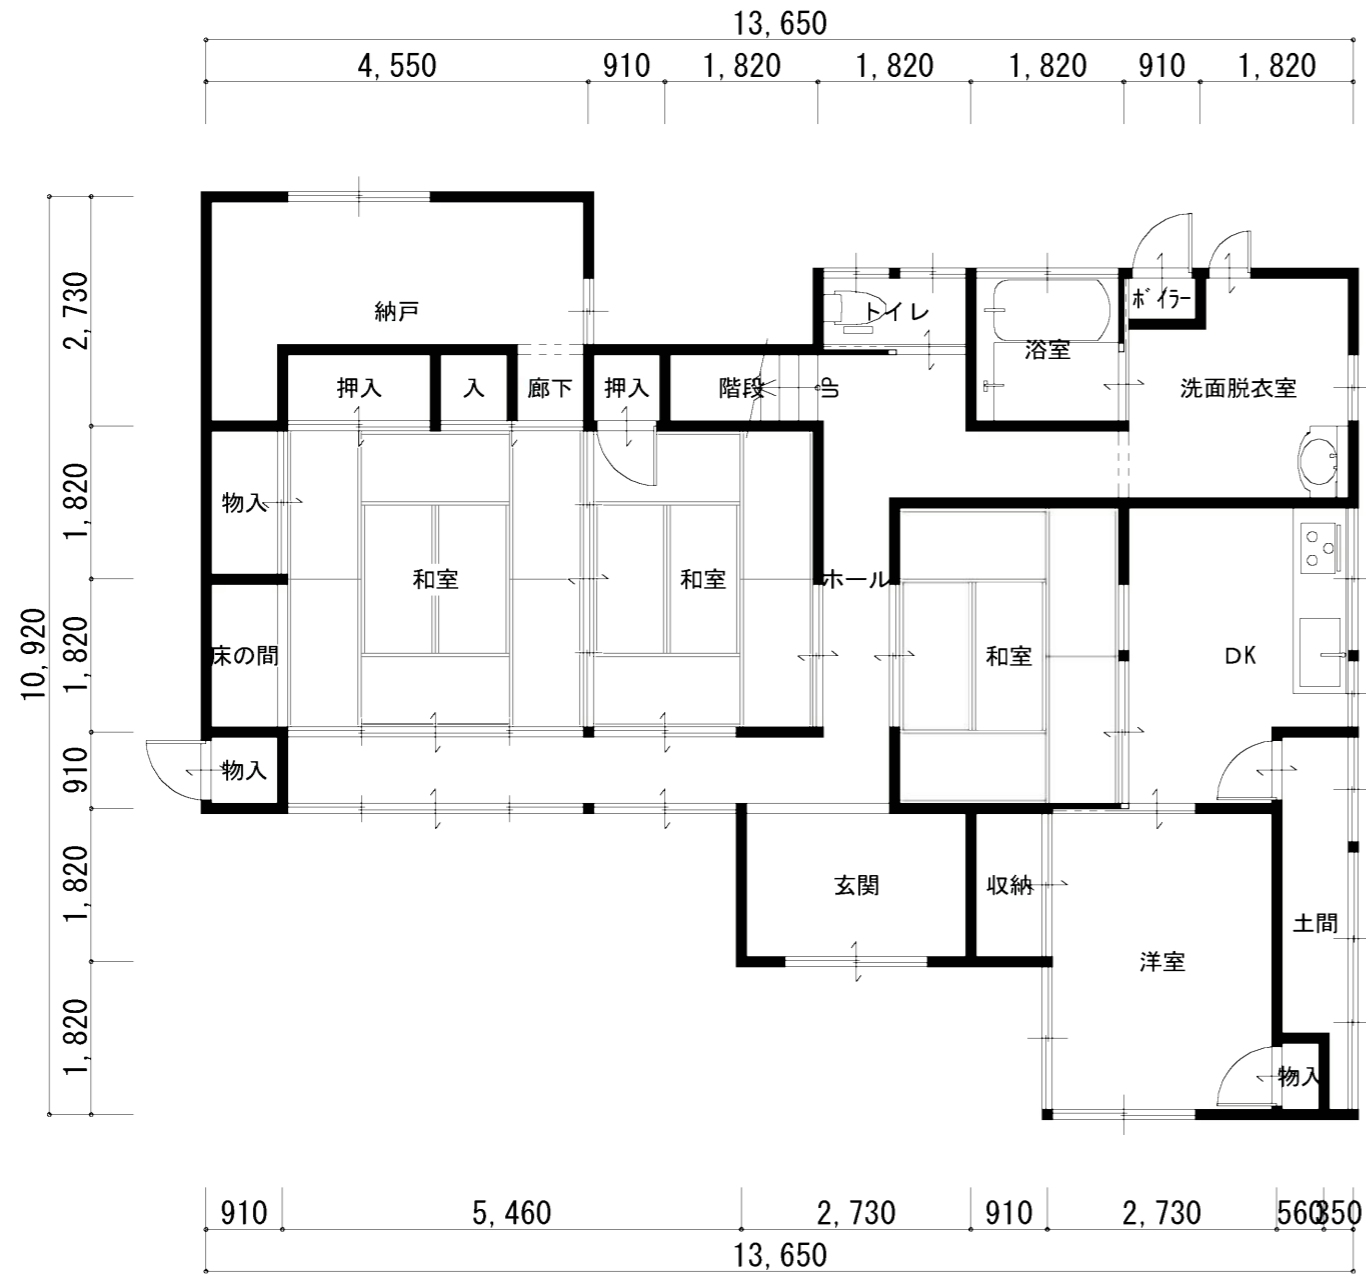 13,650
4,550
910
1,820
1,820
1,820
910
1,820
10,920
2,730
1,820
1,820
910
1,820
1,820
納戸
トイレ
ﾎﾞｲﾗｰ
浴室
押入
入
廊下
押入
階段
UP
洗面脱衣室
物入
和室
和室
ホール
床の間
和室
DK
物入
玄関
収納
土間
洋室
物入
910
5,460
2,730
910
2,730
560
350
13,650